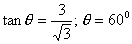 tan θ = 3/√3 ; θ = 60⁰